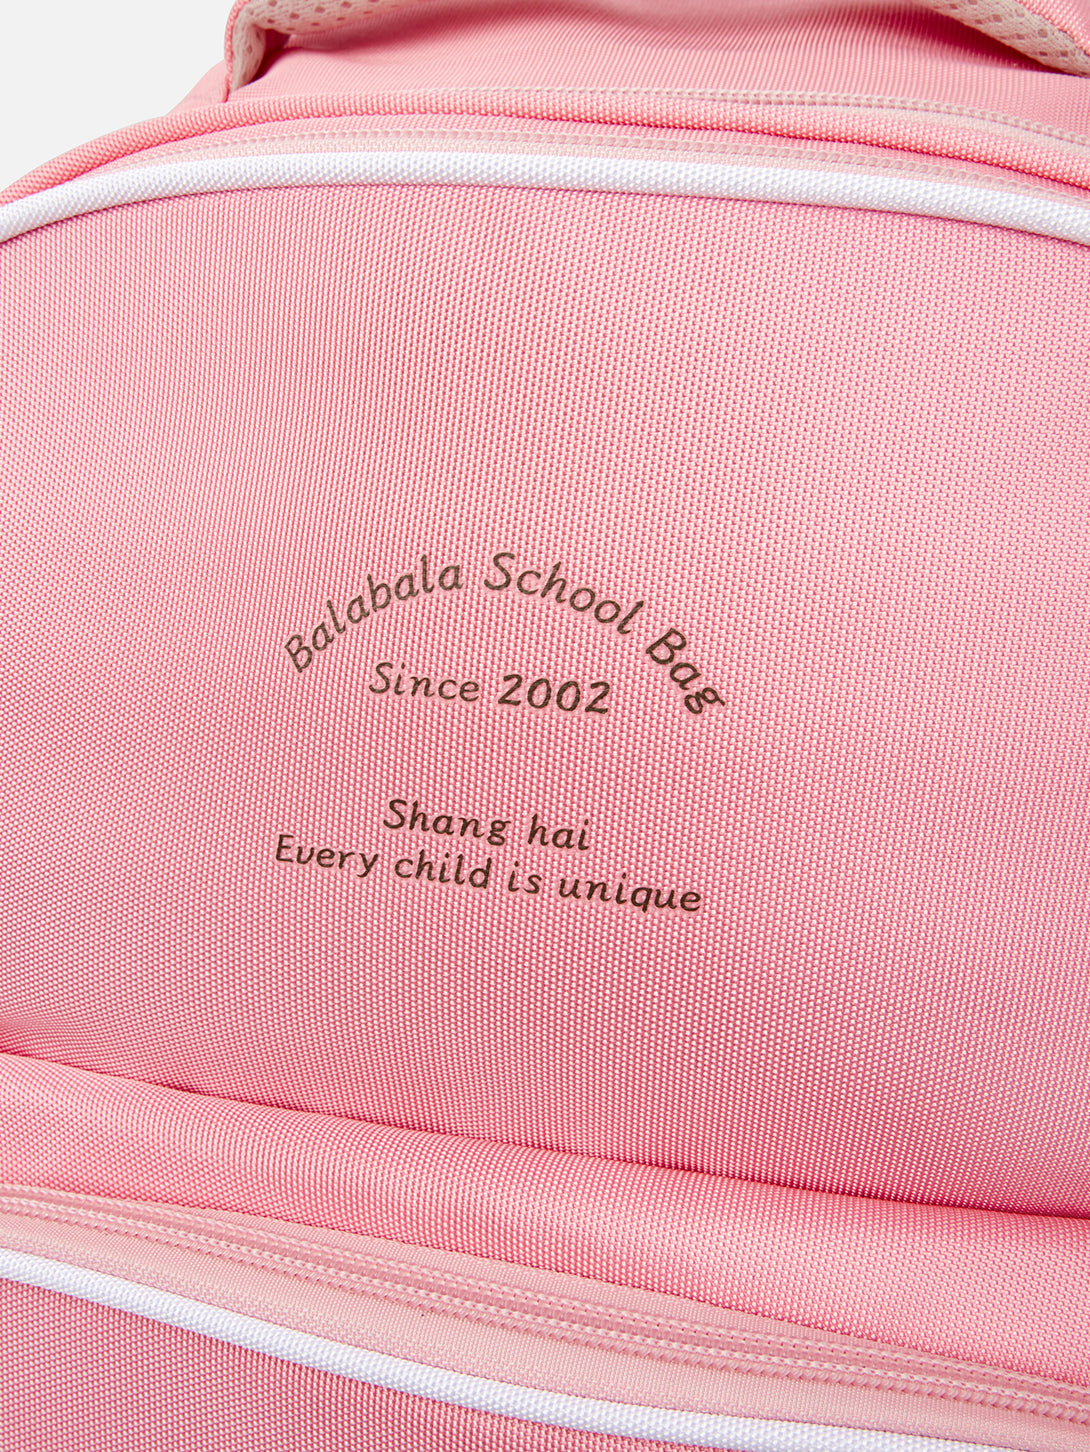 Balabala School Bag
Since 2002
Shang hai
Every child is unique